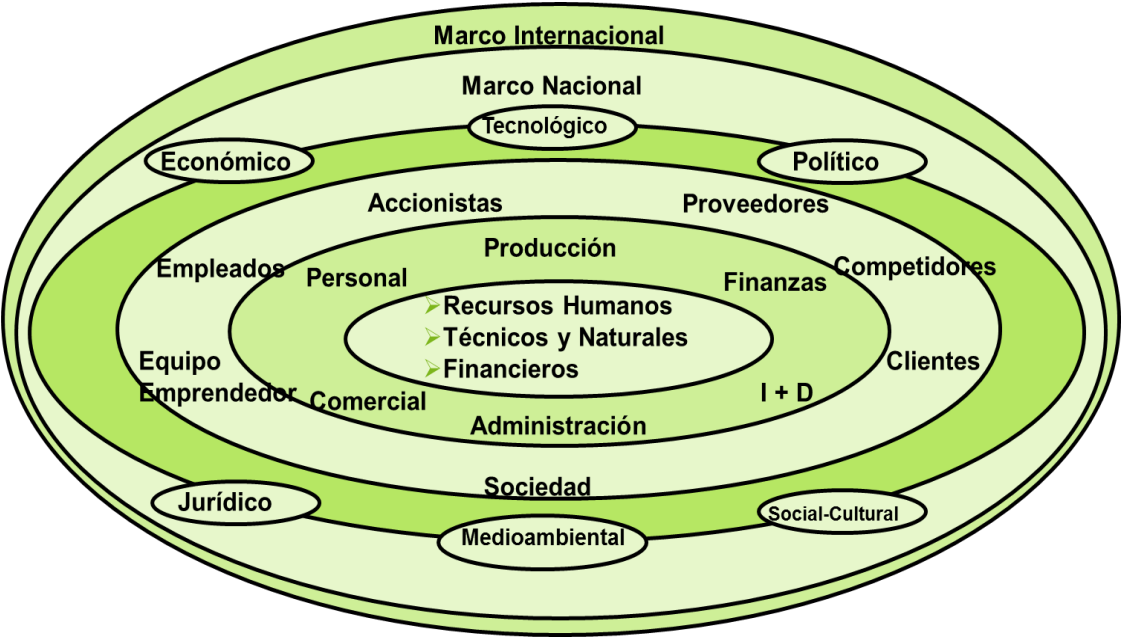 Marco Internacional
Marco Nacional
Tecnológico
Económico
Político
Accionistas
Proveedores
Producción
Empleados
Personal
Finanzas
Competidores
Recursos Humanos
Técnicos y Naturales
Financieros
Equipo
Emprendedor
Clientes
Comercial
I + D
Administración
Sociedad
Jurídico
Social-Cultural
Medioambiental